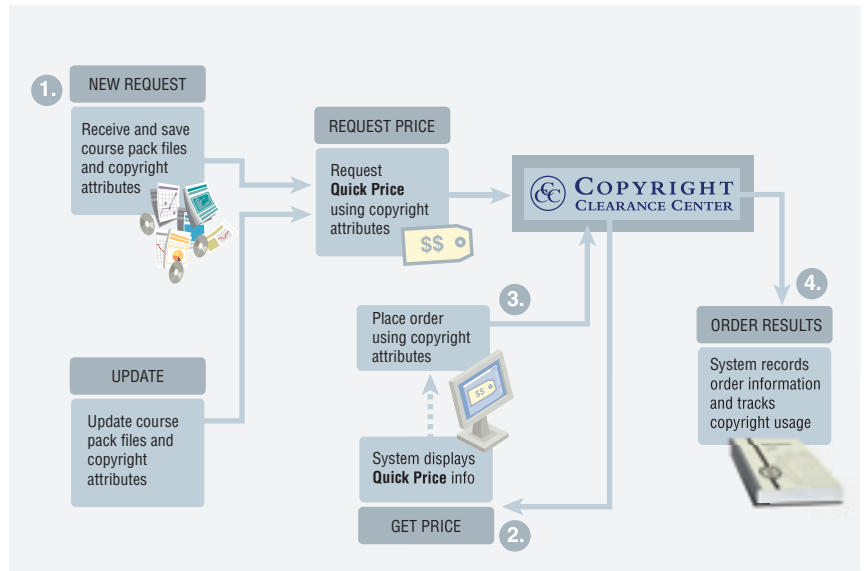 1.
NEW REQUEST
Receive and save
course pack files
and copyright
attributes
REQUEST PRICE
Request
Quick Price
using copyright
attributes
$$
CCC
COPYRIGHT
CLEARANCE CENTER
UPDATE
Update course
pack files and
copyright
attributes
3.
Place order
using copyright
attributes
$$
System displays
Quick Price info
GET PRICE
2.
4.
ORDER RESULTS
System records
order information
and tracks
copyright usage